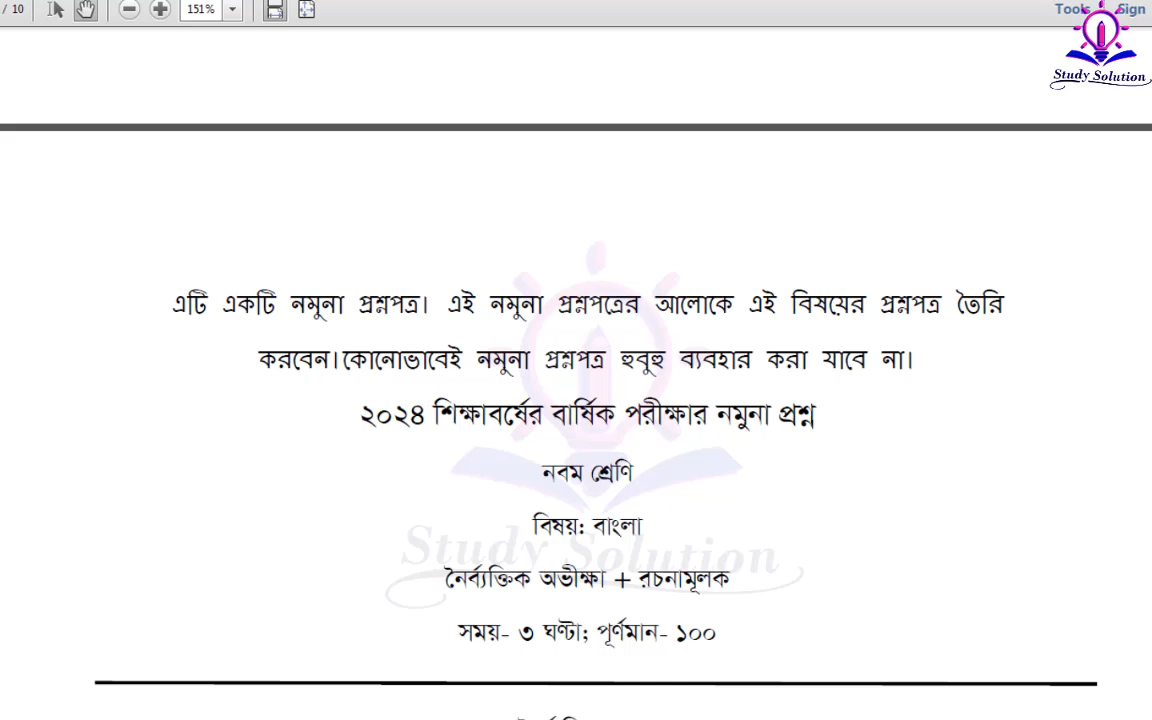 / 10 151% Tools Sign
Study Solution
এটি একটি নমুনা প্রশ্নপত্র। এই নমুনা প্রশ্নপত্রের আলোকে এই বিষয়ের প্রশ্নপত্র তৈরি
করবেন। কোনোভাবেই নমুনা প্রশ্নপত্র হুবুহু ব্যবহার করা যাবে না।
২০২৪ শিক্ষাবর্ষের বার্ষিক পরীক্ষার নমুনা প্রশ্ন
নবম শ্রেণি
বিষয়: বাংলা
Study Solution
নৈর্ব্যক্তিক অভীক্ষা + রচনামূলক
সময়- ৩ ঘণ্টা; পূর্ণমান- ১০০